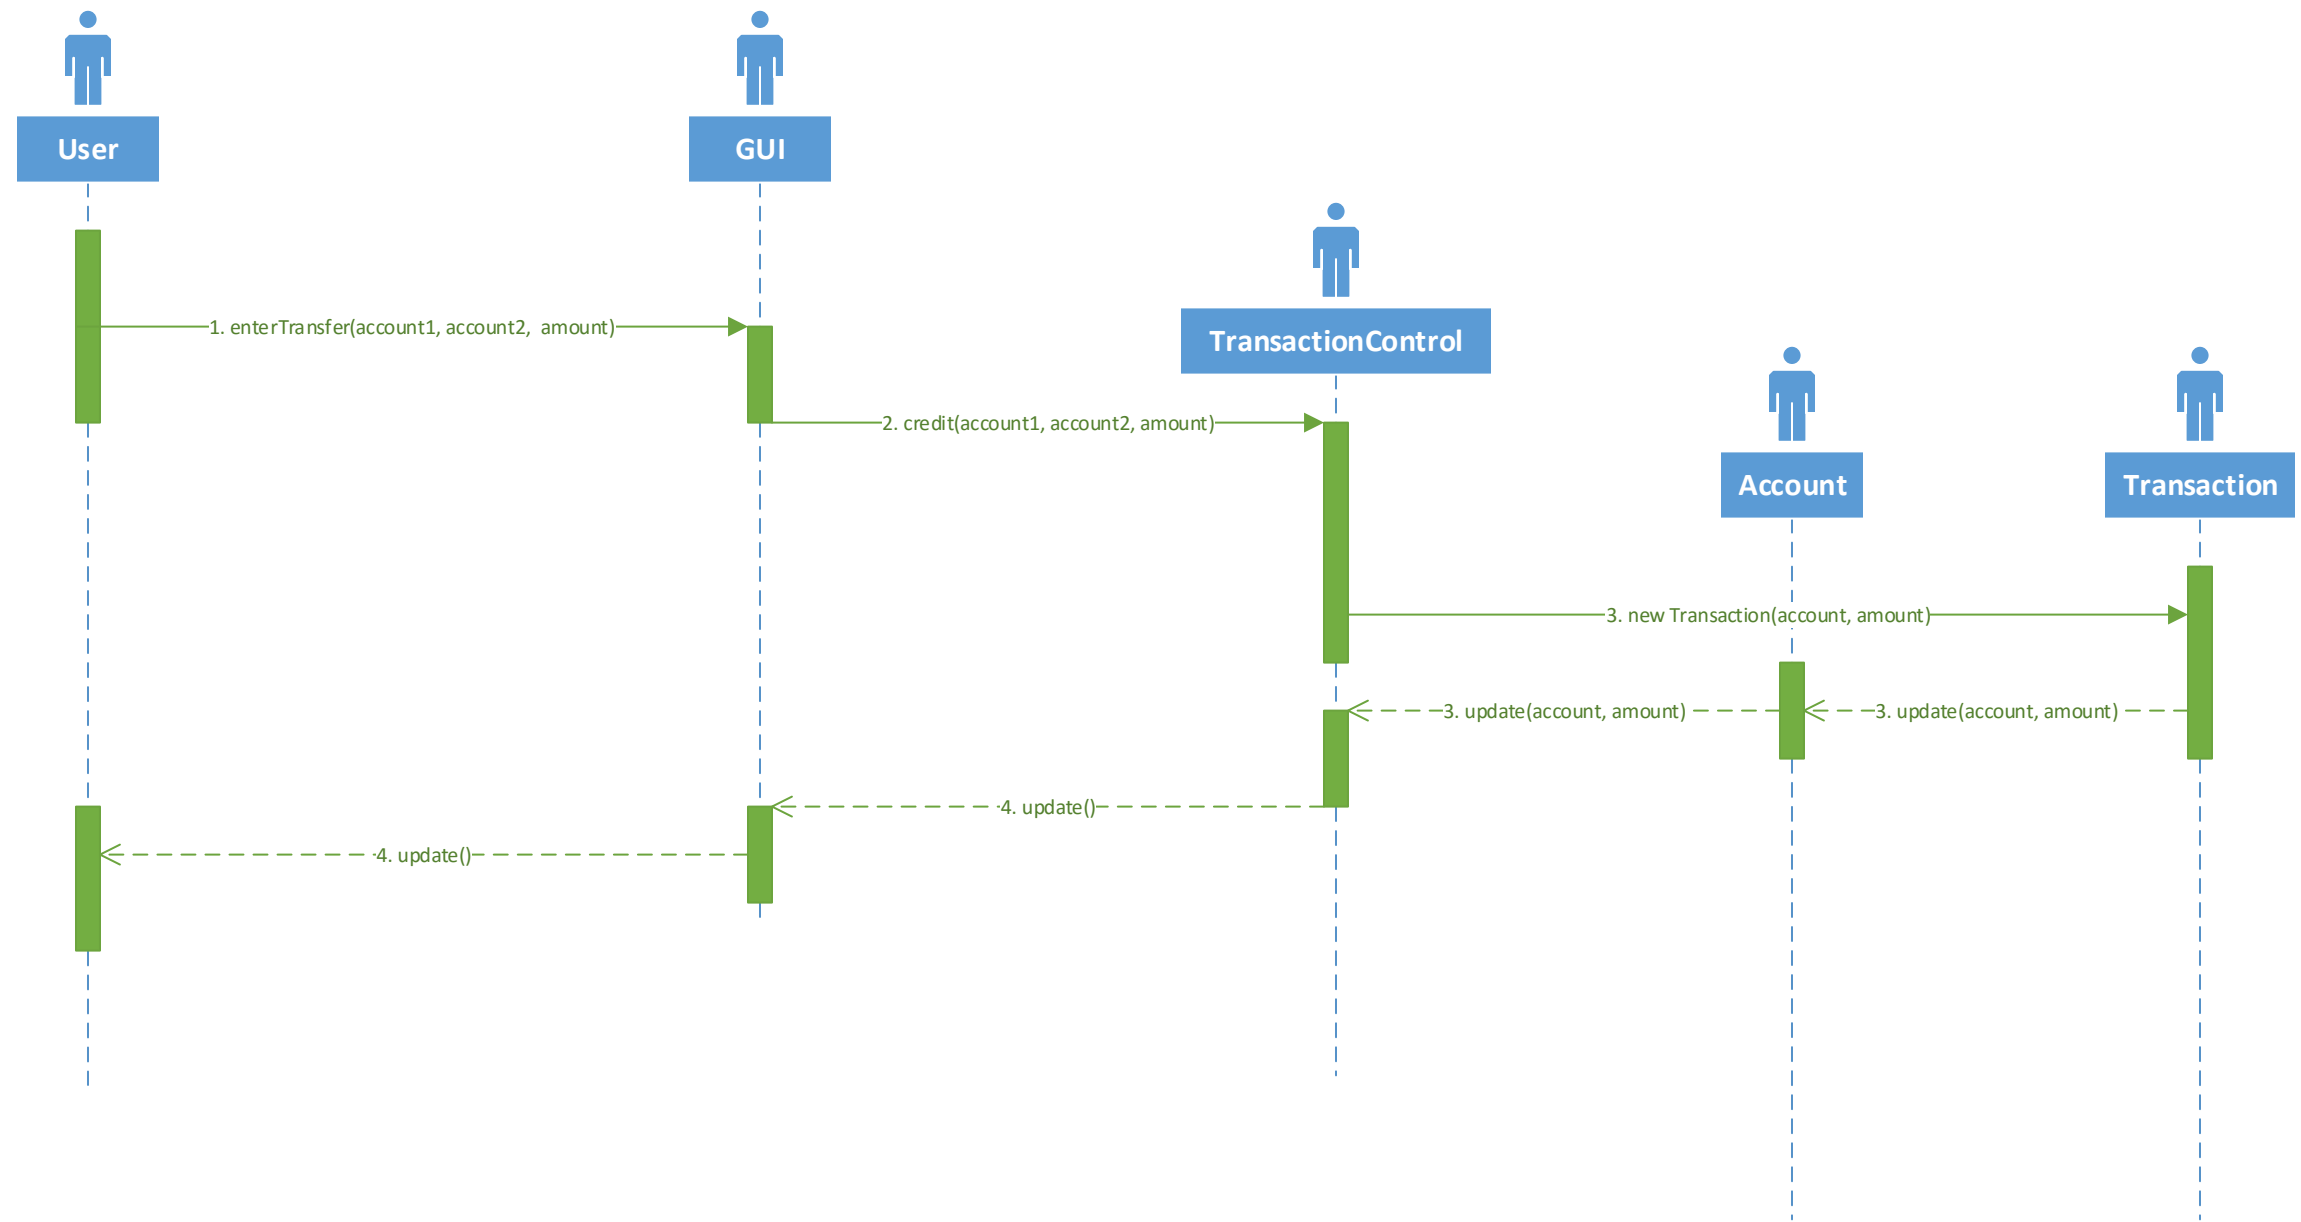 User
GUI
TransactionControl
Account
Transaction
1. enterTransfer(account1, account2, amount)
2. credit(account1, account2, amount)
3. new Transaction(account, amount)
3. update(account, amount)
3. update(account, amount)
4. update()
4. update()